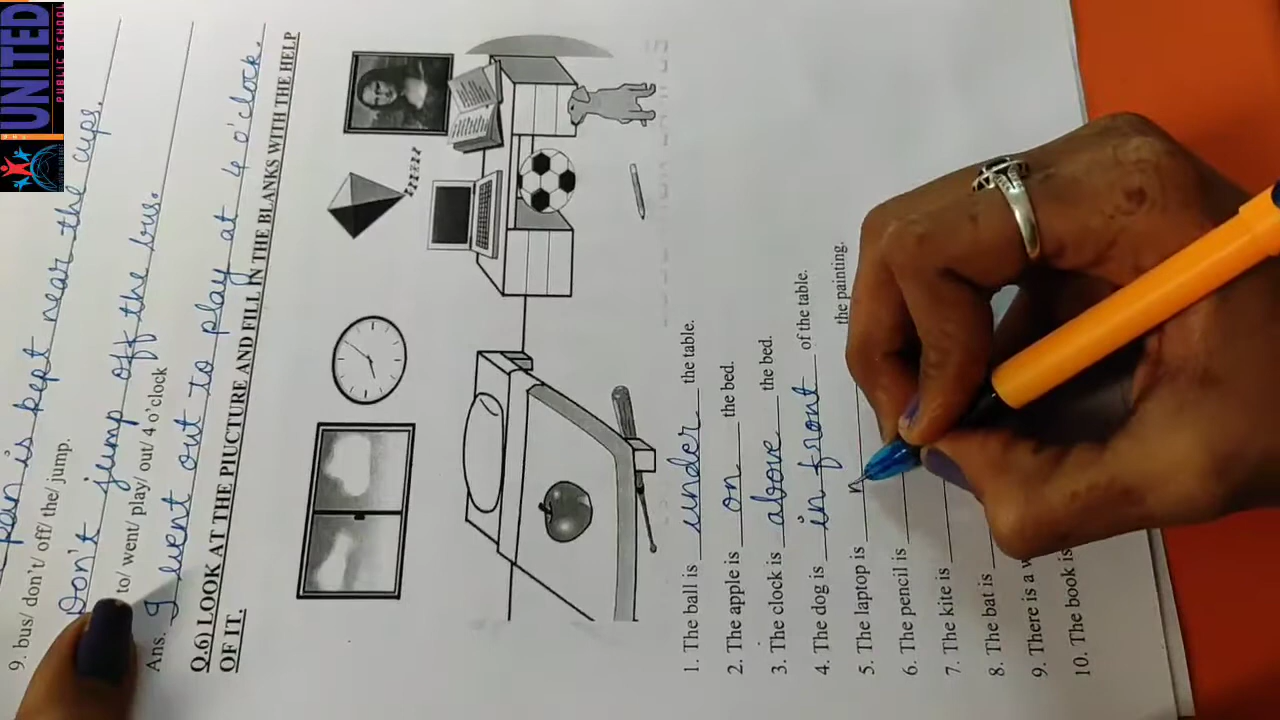 UNITED
PUBLIC SCHOOL
pan is kept near the cups.
9. bus/ don't/ off/ the/ jump.
Don't jump off the bus.
to/ went/ play/ out/ 4 o'clock
Ans. I went out to play at 4 o'clock.
Q.6) LOOK AT THE PIUCTURE AND FILL IN THE BLANKS WITH THE HELP
OF IT.
1. The ball is under the table.
2. The apple is on the bed.
3. The clock is above the bed.
4. The dog is in front of the table.
5. The laptop is the painting.
6. The pencil is
7. The kite is
8. The bat is
9. There is a
10. The book is